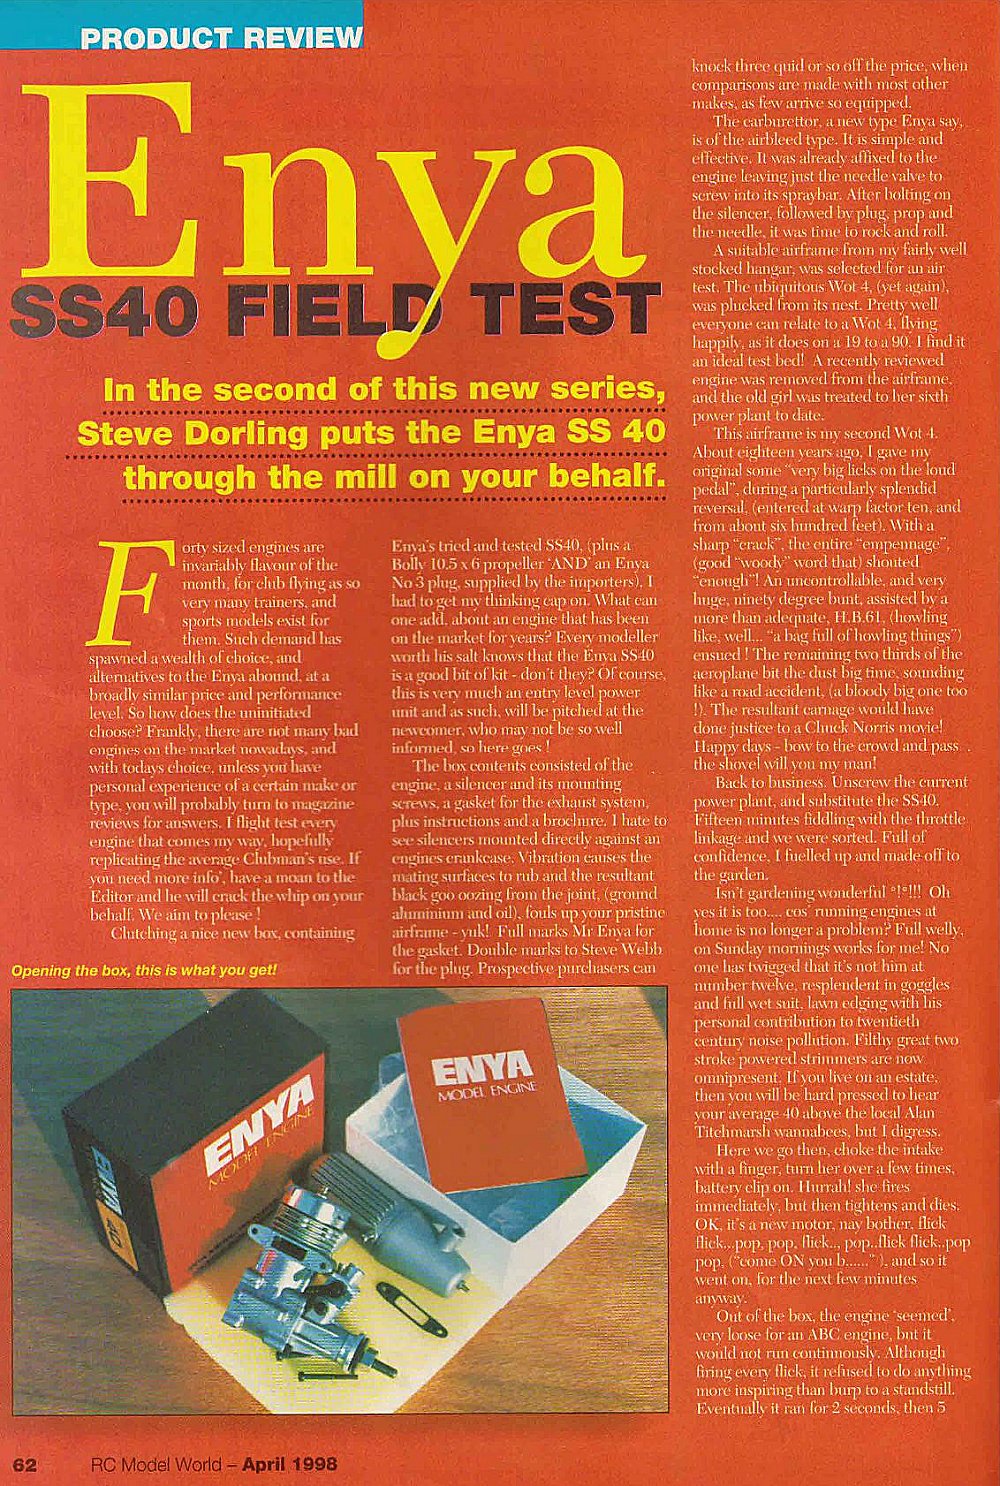 PRODUCT REVIEW
Enya
SS40 FIELD TEST
In the second of this new series,
Steve Dorling puts the Enya SS 40
through the mill on your behalf.
Forty sized engines are
invariably flavour of the
month, for club flying as so
very many trainers, and
sports models exist for
them. Such demand has
spawned a wealth of choice, and
alternatives to the Enya abound, at a
broadly similar price and performance
level. So how does the uninitiated
choose? Frankly, there are not many bad
engines on the market nowadays, and
with todays choice, unless you have
personal experience of a certain make or
type, you will probably turn to magazine
reviews for answers. I flight test every
engine that comes my way, hopefully
replicating the average Clubman's use. If
you need more info', have a moan to the
Editor and he will crack the whip on your
behalf. We aim to please !
Clutching a nice new box, containing
Enya's tried and tested SS40, (plus a
Bolly 10.5 x 6 propeller 'AND' an Enya
No 3 plug, supplied by the importers), I
had to get my thinking cap on. What can
one add, about an engine that has been
on the market for years? Every modeller
worth his salt knows that the Enya SS40
is a good bit of kit - don't they? Of course,
this is very much an entry level power
unit and as such, will be pitched at the
newcomer, who may not be so well
informed, so here goes !
The box contents consisted of the
engine, a silencer and its mounting
screws, a gasket for the exhaust system,
plus instructions and a brochure. I hate to
see silencers mounted directly against an
engines crankcase. Vibration causes the
mating surfaces to rub and the resultant
black goo oozing from the joint, (ground
aluminium and oil), fouls up your pristine
airframe - yuk! Full marks Mr Enya for
the gasket. Double marks to Steve Webb
for the plug. Prospective purchasers can
knock three quid or so off the price, when
comparisons are made with most other
makes, as few arrive so equipped.
The carburettor, a new type Enya say,
is of the airbleed type. It is simple and
effective. It was already affixed to the
engine leaving just the needle valve to
screw into its spraybar. After bolting on
the silencer, followed by plug, prop and
the needle, it was time to rock and roll.
A suitable airframe from my fairly well
stocked hangar, was selected for an air
test. The ubiquitous Wot 4, (yet again),
was plucked from its nest. Pretty well
everyone can relate to a Wot 4, flying
happily, as it does on a 19 to a 90. I find it
an ideal test bed! A recently reviewed
engine was removed from the airframe,
and the old girl was treated to her sixth
power plant to date.
This airframe is my second Wot 4.
About eighteen years ago, I gave my
original some "very big licks on the loud
pedal", during a particularly splendid
reversal, (entered at warp factor ten, and
from about six hundred feet). With a
sharp "crack", the entire "empennage",
(good "woody" word that) shouted
"enough"! An uncontrollable, and very
huge, ninety degree bunt, assisted by a
more than adequate, H.B.61, (howling
like, well... "a bag full of howling things")
ensued ! The remaining two thirds of the
aeroplane bit the dust big time, sounding
like a road accident, (a bloody big one too
!). The resultant carnage would have
done justice to a Chuck Norris movie!
Happy days - bow to the crowd and pass
the shovel will you my man!
Back to business. Unscrew the current
power plant, and substitute the SS40.
Fifteen minutes fiddling with the throttle
linkage and we were sorted. Full of
confidence, I fuelled up and made off to
the garden.
Isn't gardening wonderful *!*!!! Oh
yes it is too.... cos' running engines at
home is no longer a problem? Full welly,
on Sunday mornings works for me! No
one has twigged that it's not him at
number twelve, resplendent in goggles
and full wet suit, lawn edging with his
personal contribution to twentieth
century noise pollution. Filthy great two
stroke powered strimmers are now
omnipresent. If you live on an estate,
then you will be hard pressed to hear
your average 40 above the local Alan
Titchmarsh wannabees, but I digress.
Here we go then, choke the intake
with a finger, turn her over a few times,
battery clip on. Hurrah! she fires
immediately, but then tightens and dies.
OK, it's a new motor, nay bother, flick
flick...pop, pop, flick.., pop..flick flick..pop
pop, ("come ON you b......" ), and so it
went on, for the next few minutes
anyway.
Out of the box, the engine 'seemed',
very loose for an ABC engine, but it
would not run continuously. Although
firing every flick, it refused to do anything
more inspiring than burp to a standstill.
Eventually it ran for 2 seconds, then 5
Opening the box, this is what you get!
ENYA
MODEL ENGINE
ENYA
MODEL ENGINE
62 RC Model World – April 1998